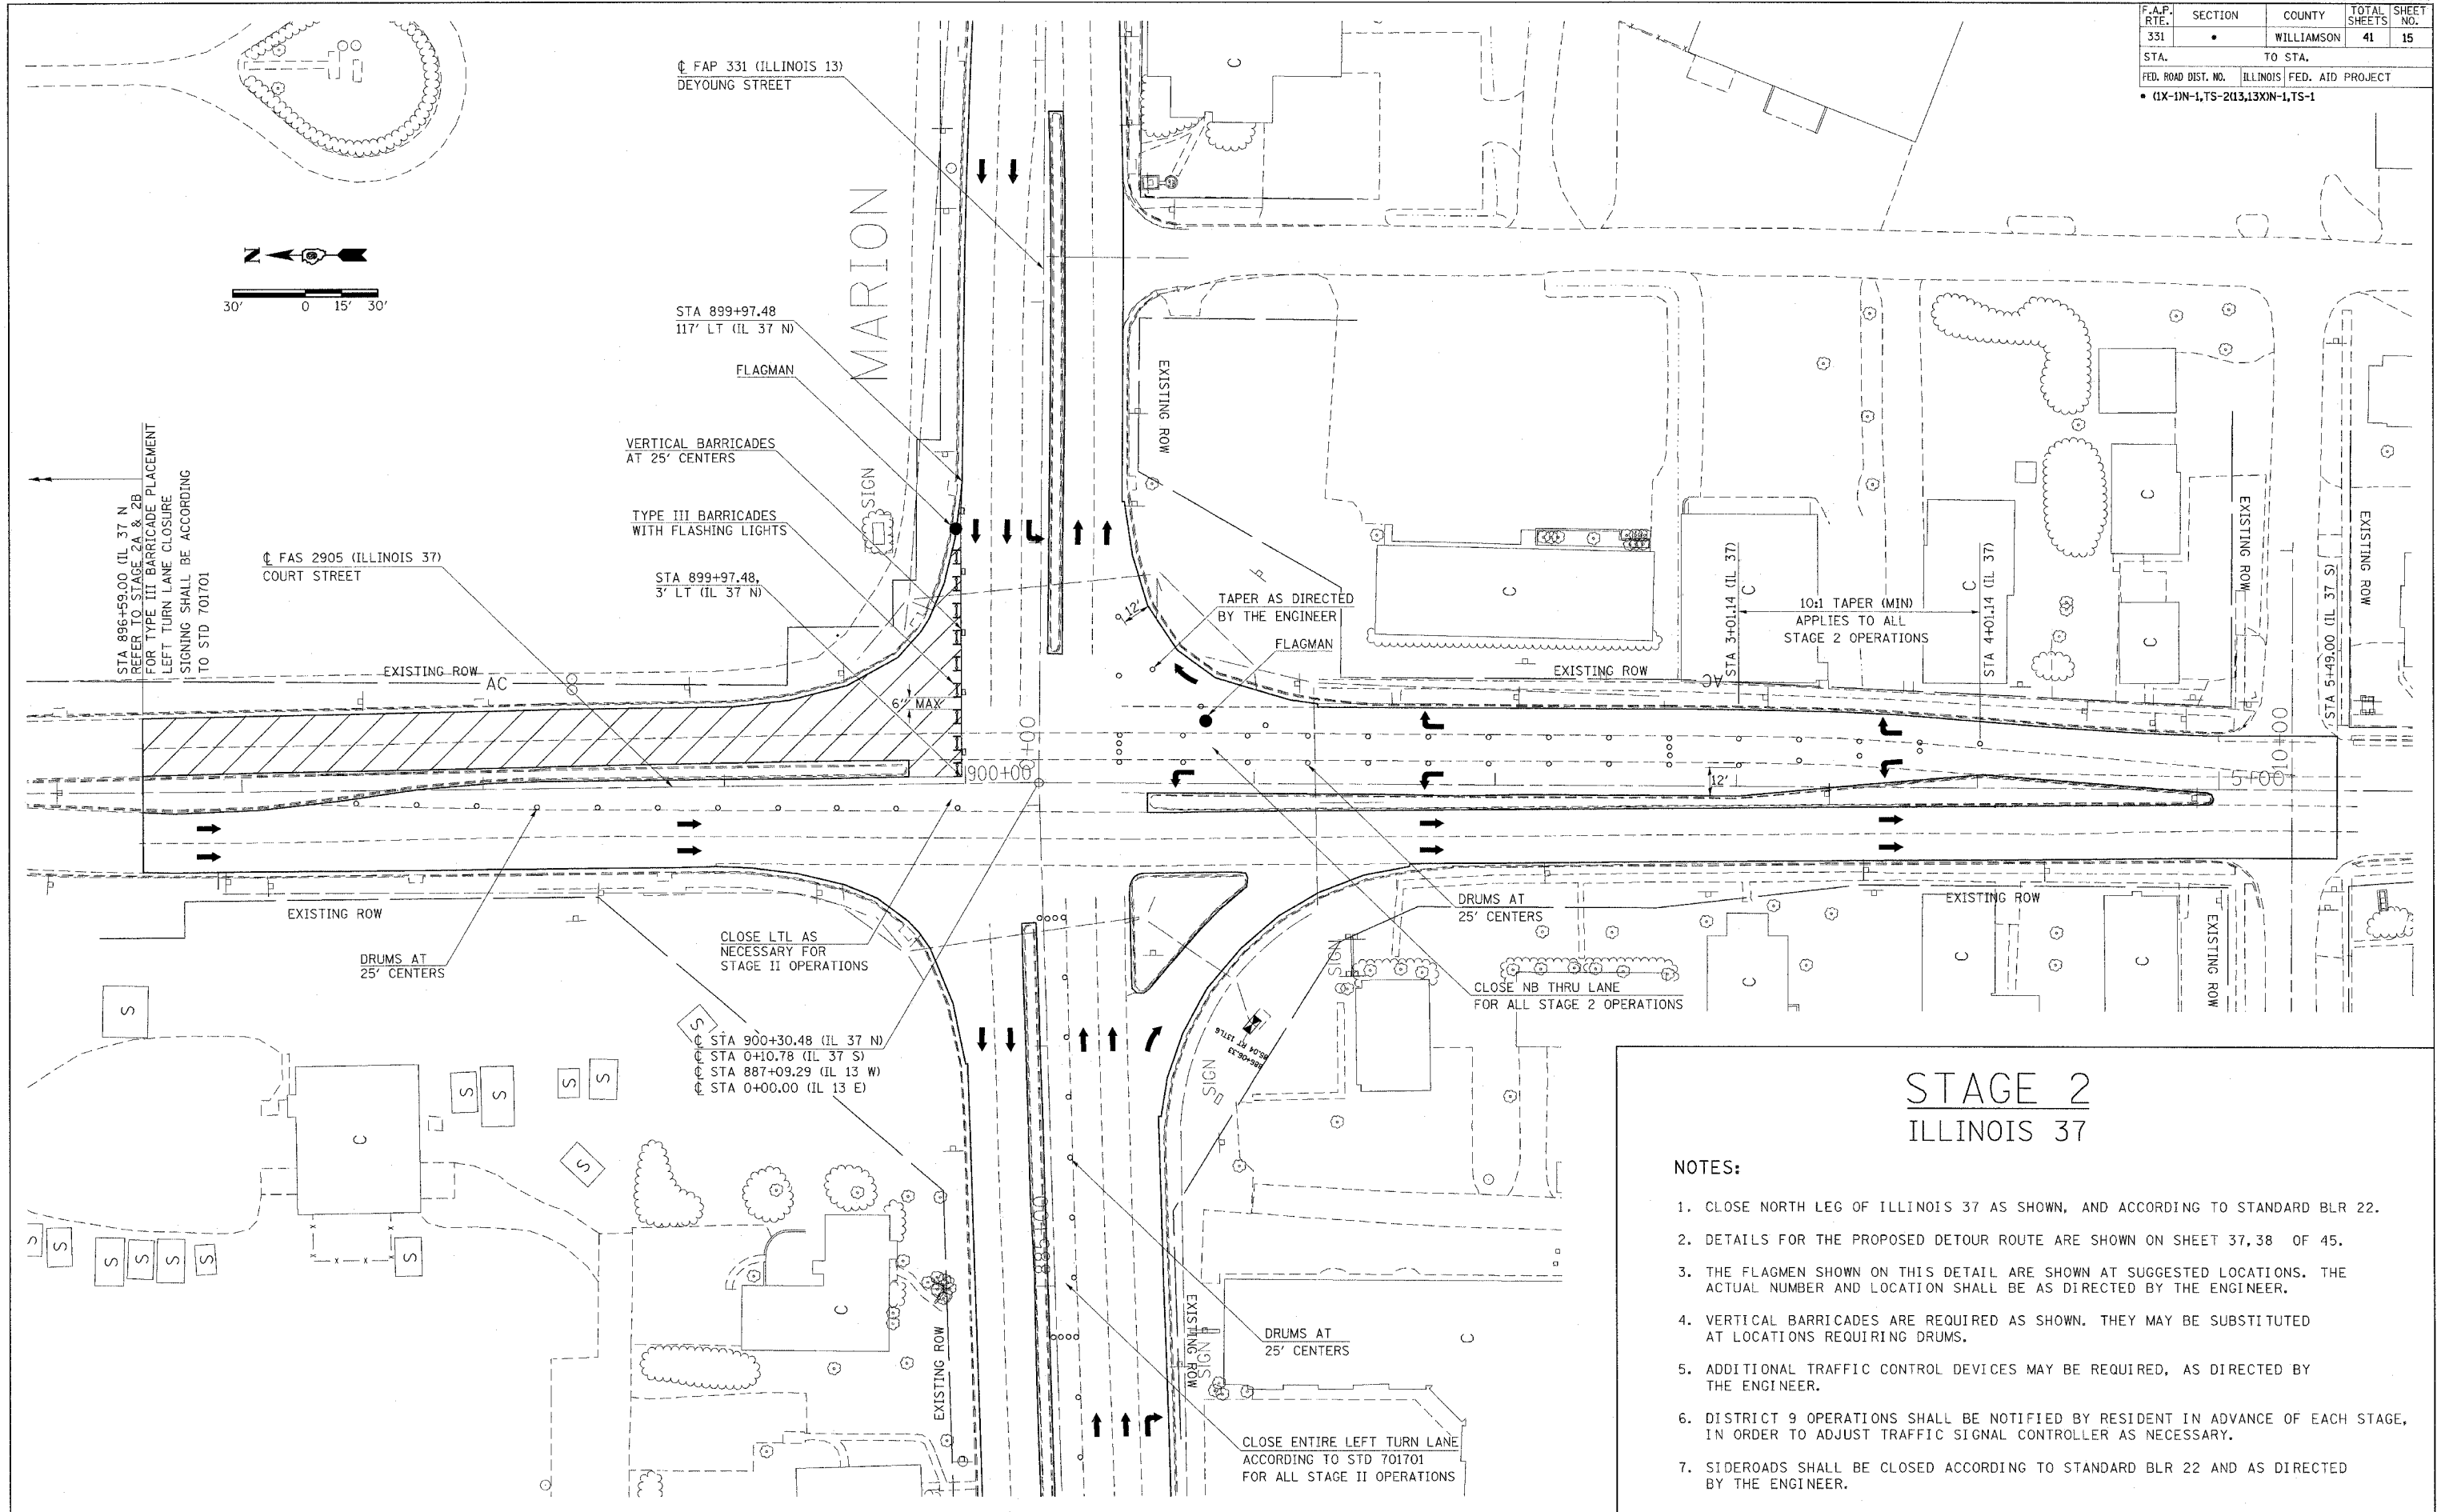 F.A.P. RTE. SECTION COUNTY TOTAL SHEETS SHEET NO.
331 • WILLIAMSON 41 15
STA. TO STA.
FED. ROAD DIST. NO. ILLINOIS FED. AID PROJECT
• (1X-1)N-1,TS-2(13,13X)N-1,TS-1
℄ FAP 331 (ILLINOIS 13)
DEYOUNG STREET
MARION
N
30' 0 15' 30'
STA 899+97.48
117' LT (IL 37 N)
FLAGMAN
VERTICAL BARRICADES
AT 25' CENTERS
SIGN
TYPE III BARRICADES
WITH FLASHING LIGHTS
STA 899+97.48,
3' LT (IL 37 N)
℄ FAS 2905 (ILLINOIS 37)
COURT STREET
STA 896+59.00 (IL 37 N
REFER TO STAGE 2A & 2B
FOR TYPE III BARRICADE PLACEMENT
LEFT TURN LANE CLOSURE
SIGNING SHALL BE ACCORDING
TO STD 701701
EXISTING ROW
AC
6" MAX
900+00
0+00
EXISTING ROW
12'
TAPER AS DIRECTED
BY THE ENGINEER
FLAGMAN
EXISTING ROW
AC
STA 3+01.14 (IL 37)
10:1 TAPER (MIN)
APPLIES TO ALL
STAGE 2 OPERATIONS
STA 4+01.14 (IL 37)
EXISTING ROW
STA 5+49.00 (IL 37 S)
EXISTING ROW
C
C
C
C
C
C
12'
5+00
10+00
EXISTING ROW
DRUMS AT
25' CENTERS
CLOSE LTL AS
NECESSARY FOR
STAGE II OPERATIONS
℄ STA 900+30.48 (IL 37 N)
℄ STA 0+10.78 (IL 37 S)
℄ STA 887+09.29 (IL 13 W)
℄ STA 0+00.00 (IL 13 E)
DRUMS AT
25' CENTERS
CLOSE NB THRU LANE
FOR ALL STAGE 2 OPERATIONS
EXISTING ROW
EXISTING ROW
SIGN
SIGN
C
C
C
S
S
S
S
S
S
S
C
S
S
S
S
S
S
S
S
C
C
885+00
EXISTING ROW
EXISTING ROW
SIGN
DRUMS AT
25' CENTERS
CLOSE ENTIRE LEFT TURN LANE
ACCORDING TO STD 701701
FOR ALL STAGE II OPERATIONS
STAGE 2
ILLINOIS 37
NOTES:
1. CLOSE NORTH LEG OF ILLINOIS 37 AS SHOWN, AND ACCORDING TO STANDARD BLR 22.
2. DETAILS FOR THE PROPOSED DETOUR ROUTE ARE SHOWN ON SHEET 37,38 OF 45.
3. THE FLAGMEN SHOWN ON THIS DETAIL ARE SHOWN AT SUGGESTED LOCATIONS. THE
ACTUAL NUMBER AND LOCATION SHALL BE AS DIRECTED BY THE ENGINEER.
4. VERTICAL BARRICADES ARE REQUIRED AS SHOWN. THEY MAY BE SUBSTITUTED
AT LOCATIONS REQUIRING DRUMS.
5. ADDITIONAL TRAFFIC CONTROL DEVICES MAY BE REQUIRED, AS DIRECTED BY
THE ENGINEER.
6. DISTRICT 9 OPERATIONS SHALL BE NOTIFIED BY RESIDENT IN ADVANCE OF EACH STAGE,
IN ORDER TO ADJUST TRAFFIC SIGNAL CONTROLLER AS NECESSARY.
7. SIDEROADS SHALL BE CLOSED ACCORDING TO STANDARD BLR 22 AND AS DIRECTED
BY THE ENGINEER.